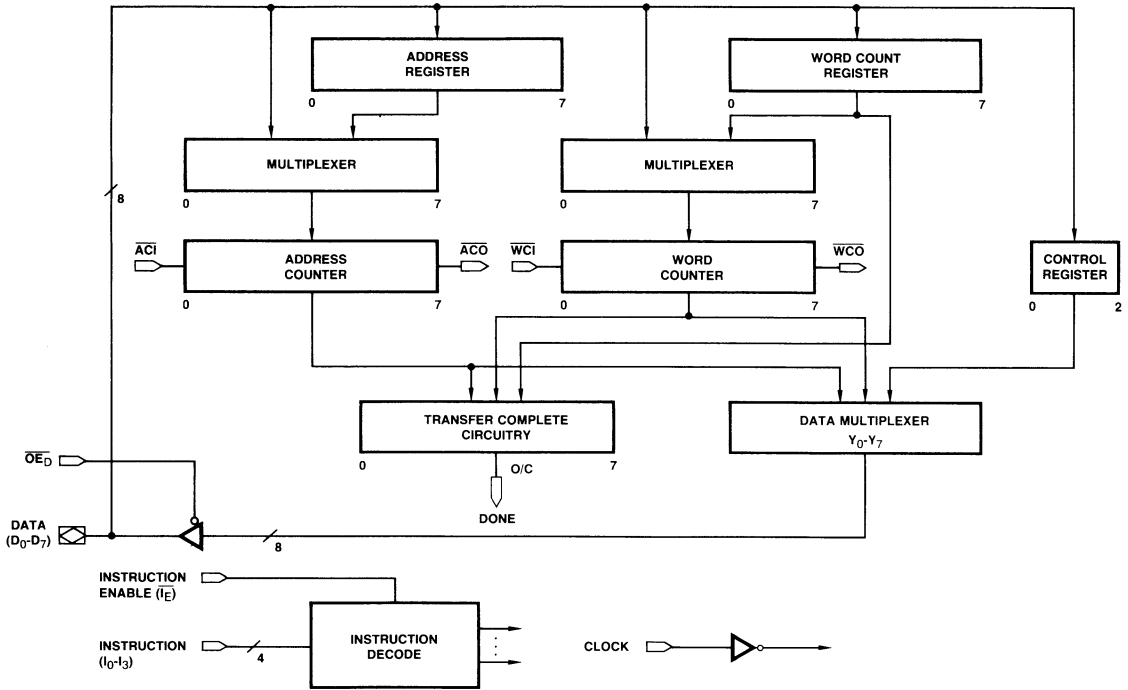 ADDRESS
REGISTER
0 7
WORD COUNT
REGISTER
0 7
MULTIPLEXER
0 7
MULTIPLEXER
0 7
8
ACI
ADDRESS
COUNTER
ACO
0 7
WCI
WORD
COUNTER
WCO
0 7
CONTROL
REGISTER
0 2
TRANSFER COMPLETE
CIRCUITRY
0 7
DATA MULTIPLEXER
Y0-Y7
O/C
DONE
OED
DATA
(D0-D7)
8
INSTRUCTION
ENABLE (IE)
INSTRUCTION
(I0-I3)
4
INSTRUCTION
DECODE
CLOCK